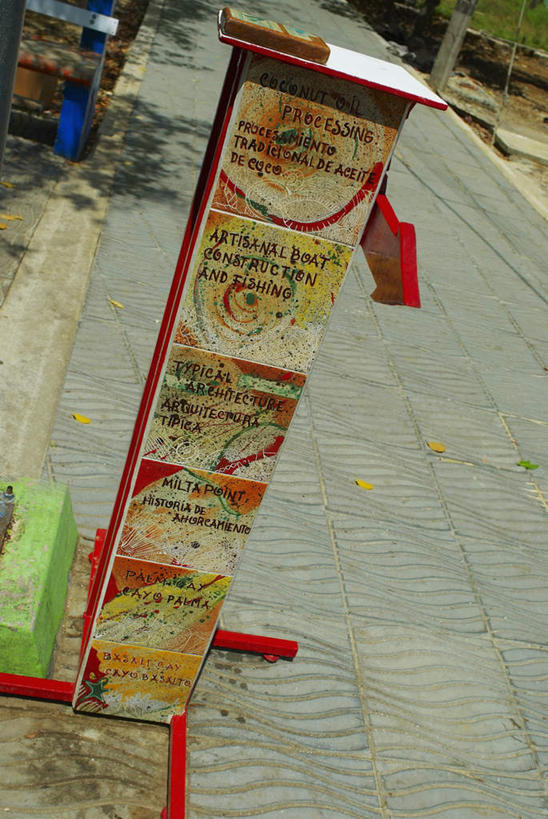 COCONUT OIL
PROCESSING.
PROCESAMIENTO
TRADICIONAL DE ACEITE
DE COCO
ARTISANAL BOAT
CONSTRUCTION
AND FISHING
TYPICAL
ARCHITECTURE.
ARQUITECTURA
TIPICA
MILTA POINT,
HISTORIA DE
AHORCAMIENTO
PALM CAY
CAYO PALMA
BASALT CAY
CAYO BASALTO